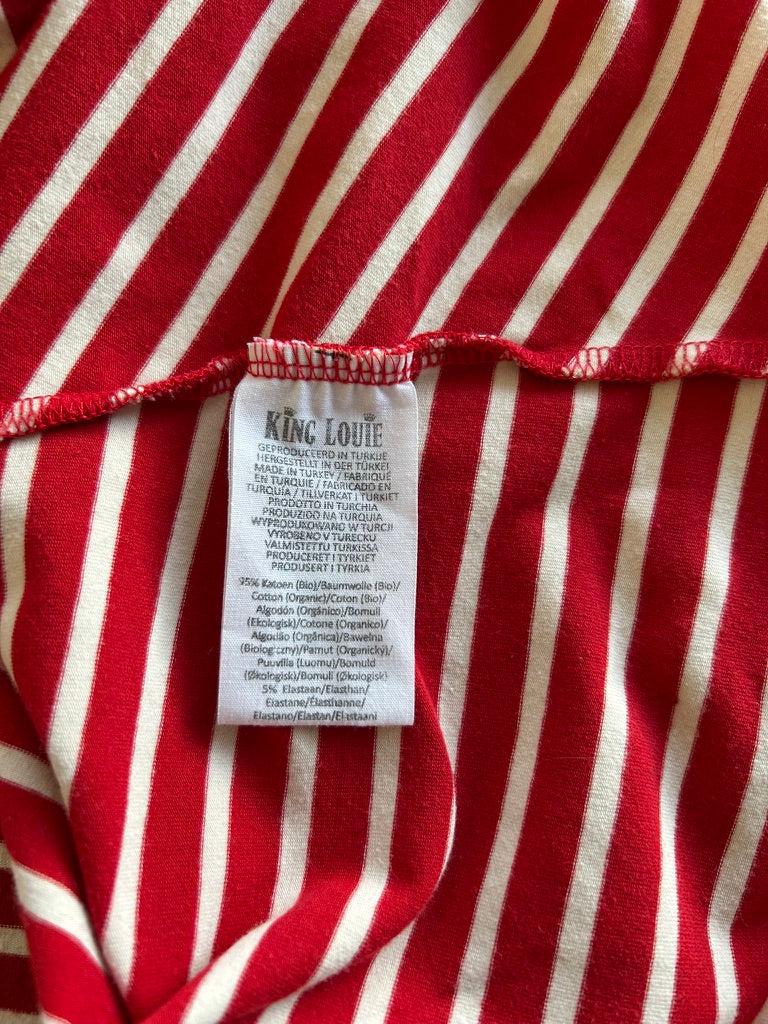 KING LOUIE
GEPRODUCEERD IN TURKIJE
HERGESTELLT IN DER TÜRKEI
MADE IN TURKEY / FABRIQUÉ
EN TURQUIE / FABRICADO EN
TURQUÍA / TILLVERKAT I TURKIET
PRODOTTO IN TURCHIA
PRODUZIDO NA TURQUIA
WYPRODUKOWANO W TURCJI
VYROBENO V TURECKU
VALMISTETTU TURKISSA
PRODUCERET I TYRKIET
PRODUSERT I TYRKIA
95% Katoen (Bio)/Baumwolle (Bio)/
Cotton (Organic)/Coton (Bio)/
Algodón (Orgánico)/Bomull
(Ekologisk)/Cotone (Organico)/
Algodão (Orgânica)/Bawełna
(Biologiczny)/Pamut (Organický)/
Puuvilla (Luomu)/Bomuld
(Økologisk)/Bomull (Økologisk)
5% Elastaan/Elasthan/
Elastane/Élasthanne/
Elastano/Elastan/Elastaani